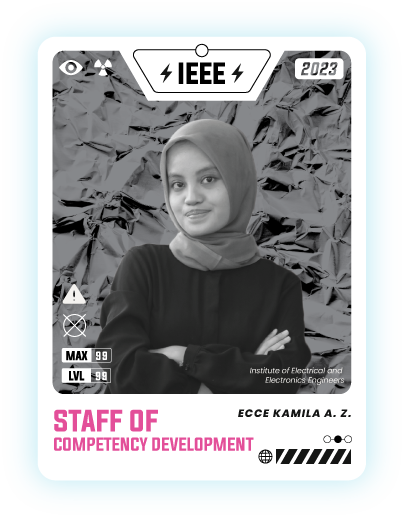 IEEE
2023
MAX 99
LVL 99
Institute of Electrical and
Electronics Engineers
STAFF OF
COMPETENCY DEVELOPMENT
ECCE KAMILA A. Z.